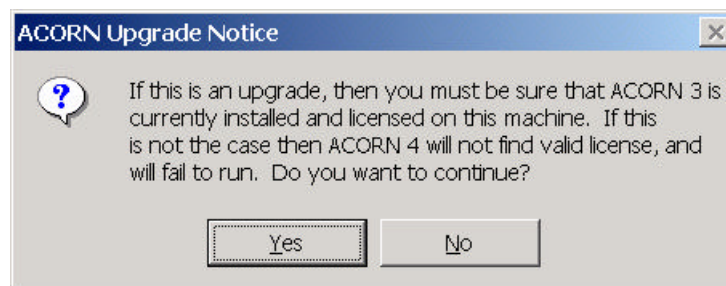 ACORN Upgrade Notice
If this is an upgrade, then you must be sure that ACORN 3 is
currently installed and licensed on this machine. If this
is not the case then ACORN 4 will not find valid license, and
will fail to run. Do you want to continue?
Yes No